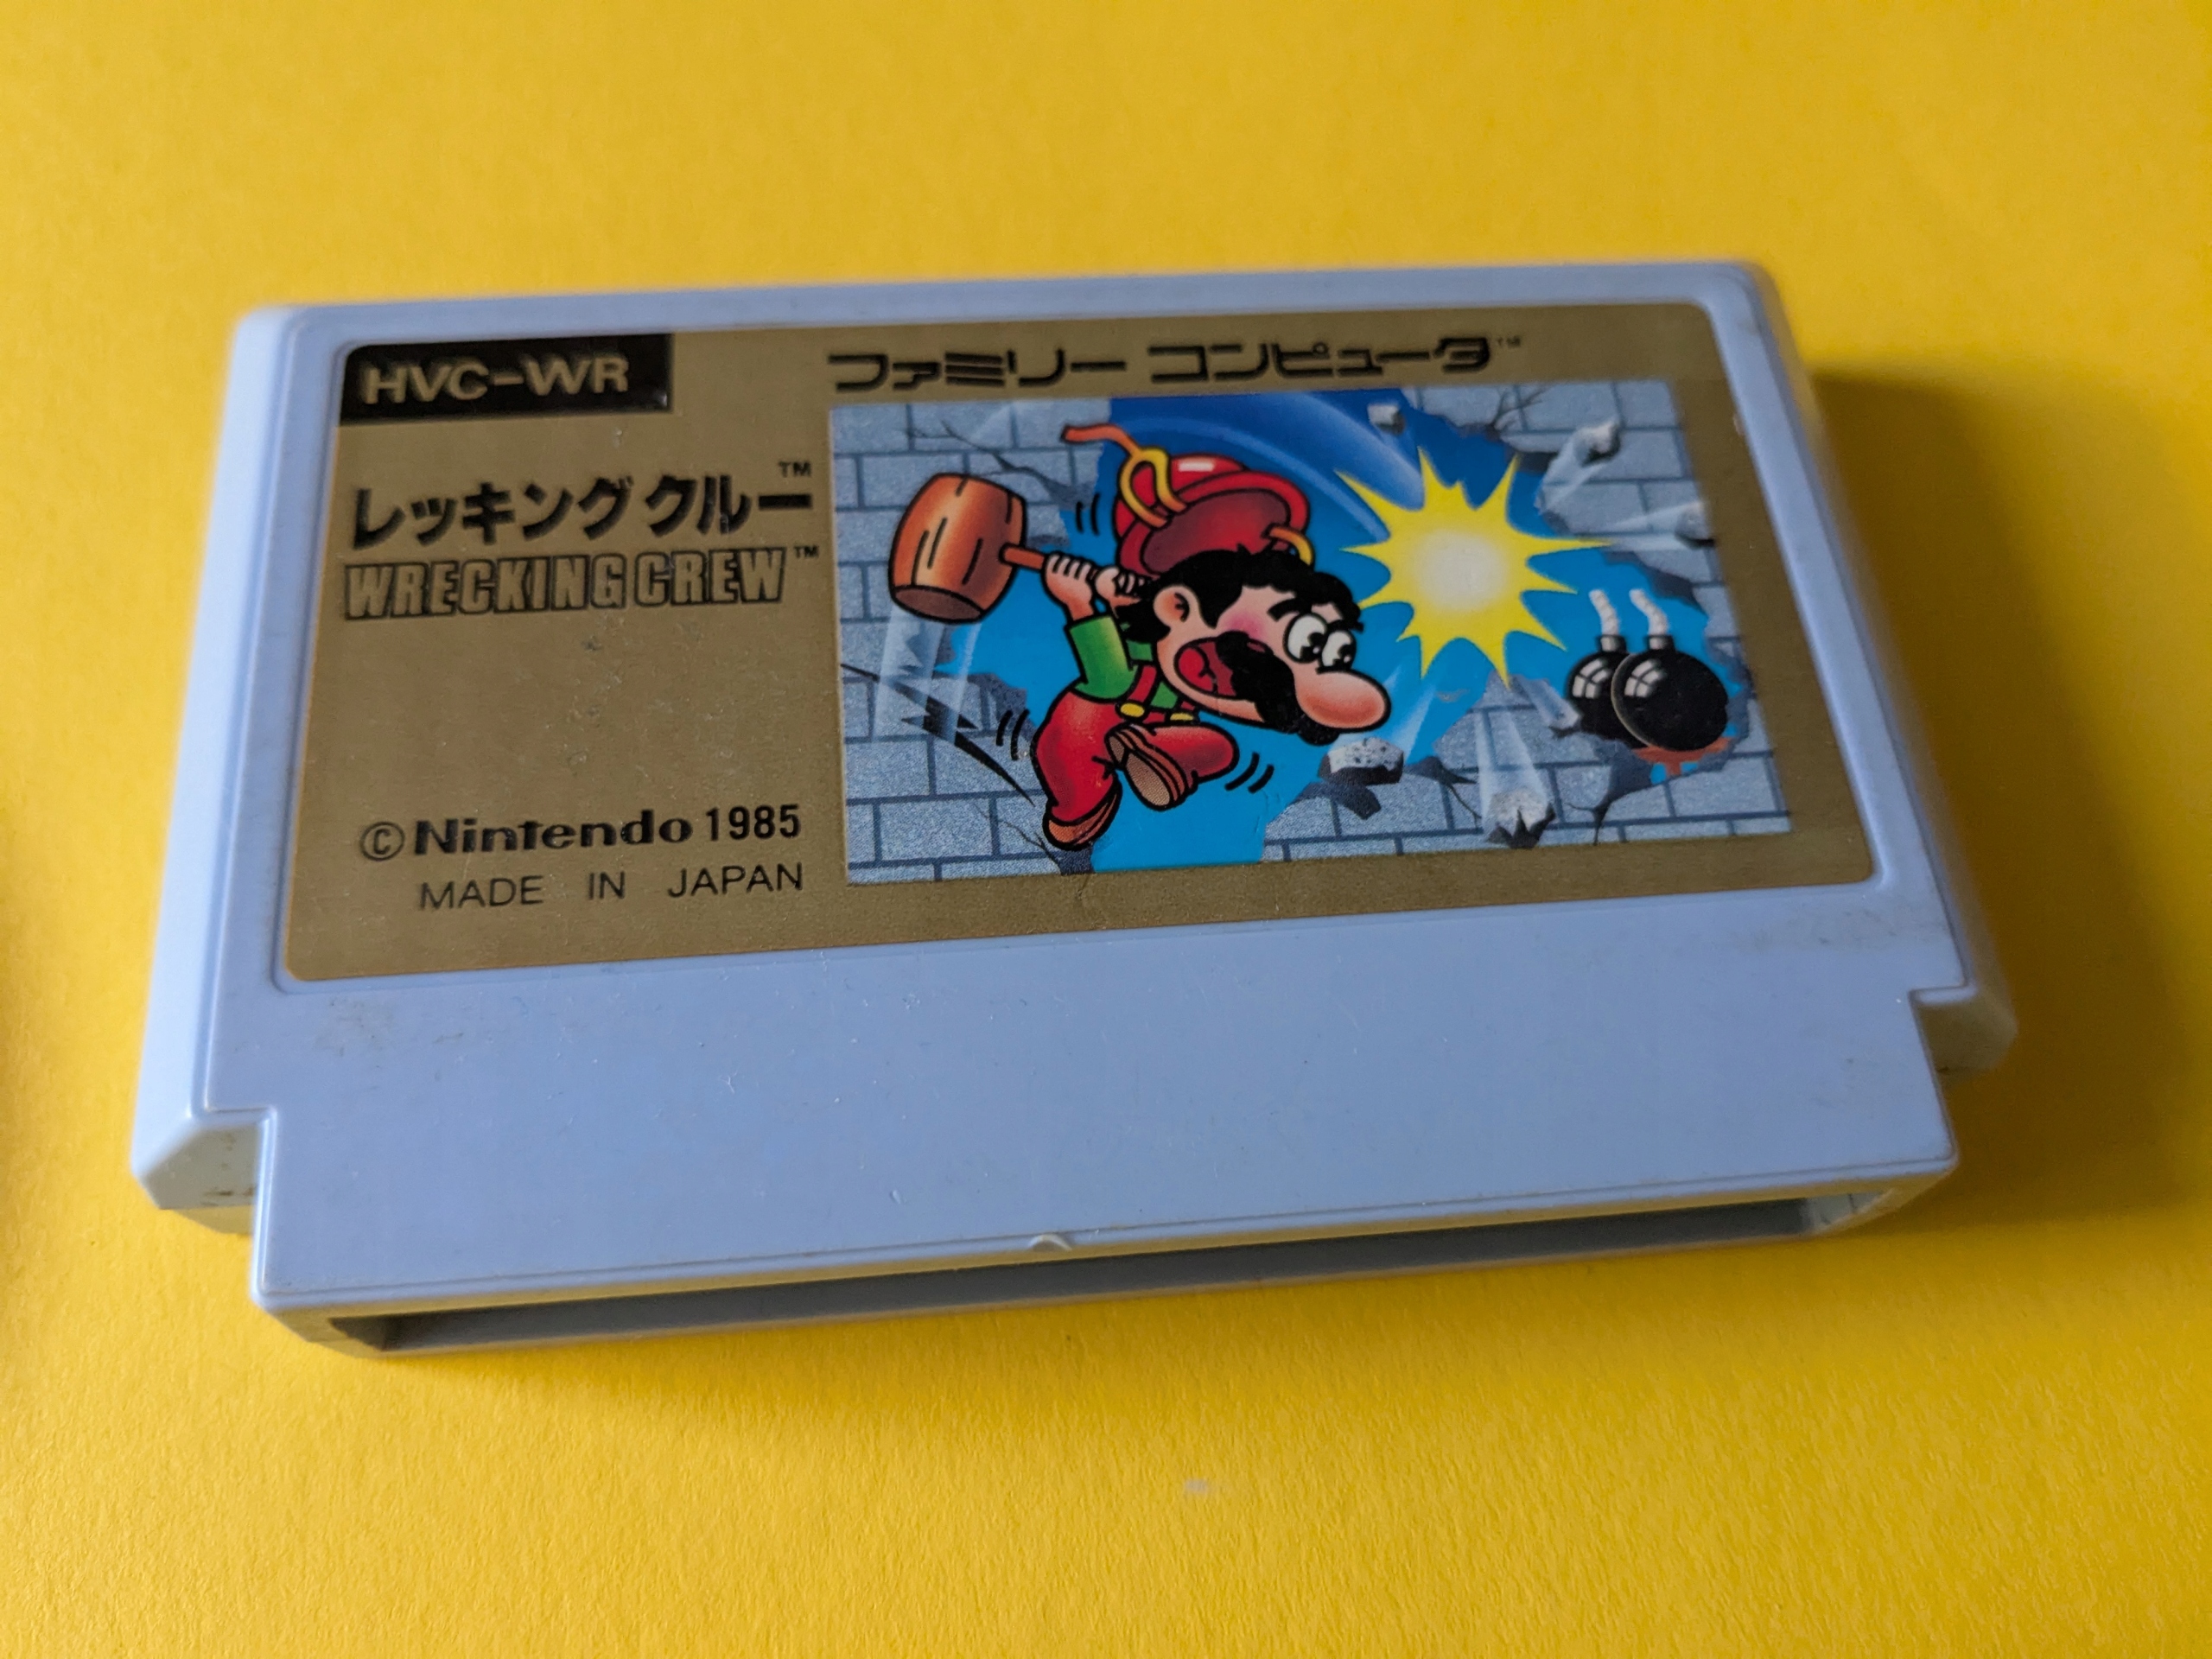 HVC-WR
ファミリー コンピュータ™
レッキング クルー™
WRECKING CREW™
©Nintendo 1985
MADE IN JAPAN